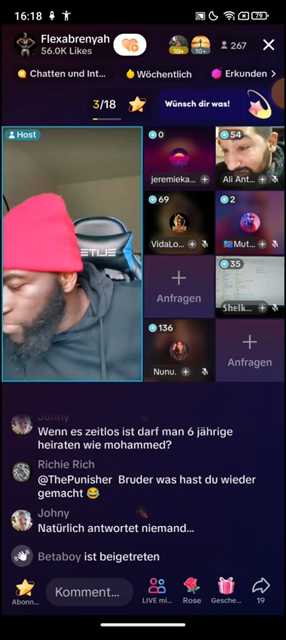 16:18
79
Flexabrenyah
56.0K Likes
10+
10+
267
Chatten und Int...
Wöchentlich
Erkunden
3/18
Wünsch dir was!
Host
0
jeremieka...
54
Ali Ant...
69
VidaLo...
2
Mut...
Anfragen
35
Shelk...
136
Nunu.
Anfragen
Johny
Wenn es zeitlos ist darf man 6 jährige
heiraten wie mohammed?
Richie Rich
@ThePunisher Bruder was hast du wieder
gemacht 😂
Johny
Natürlich antwortet niemand...
Betaboy ist beigetreten
Abonn...
Komment...
LIVE mi...
Rose
Gesche...
19